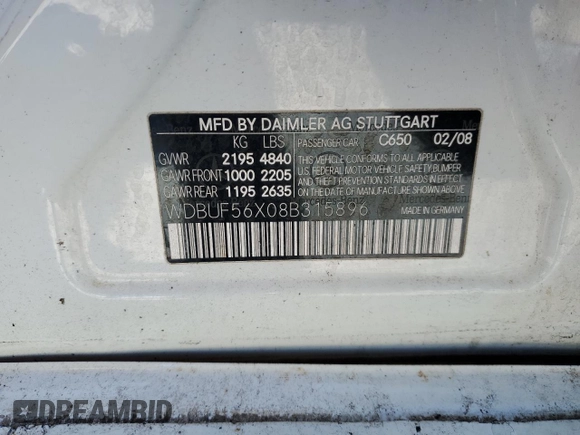 MFD BY DAIMLER AG STUTTGART
KG LBS PASSENGER CAR C650 02/08
GVWR 2195 4840 THIS VEHICLE CONFORMS TO ALL APPLICABLE
GAWR FRONT 1000 2205 U.S. FEDERAL MOTOR VEHICLE SAFETY, BUMPER
GAWR REAR 1195 2635 AND THEFT PREVENTION STANDARDS IN EFFECT ON THE DATE OF MANUFACTURE SHOWN ABOVE.
WDBUF56X08B315896 MADE IN GERMANY
DREAMBID